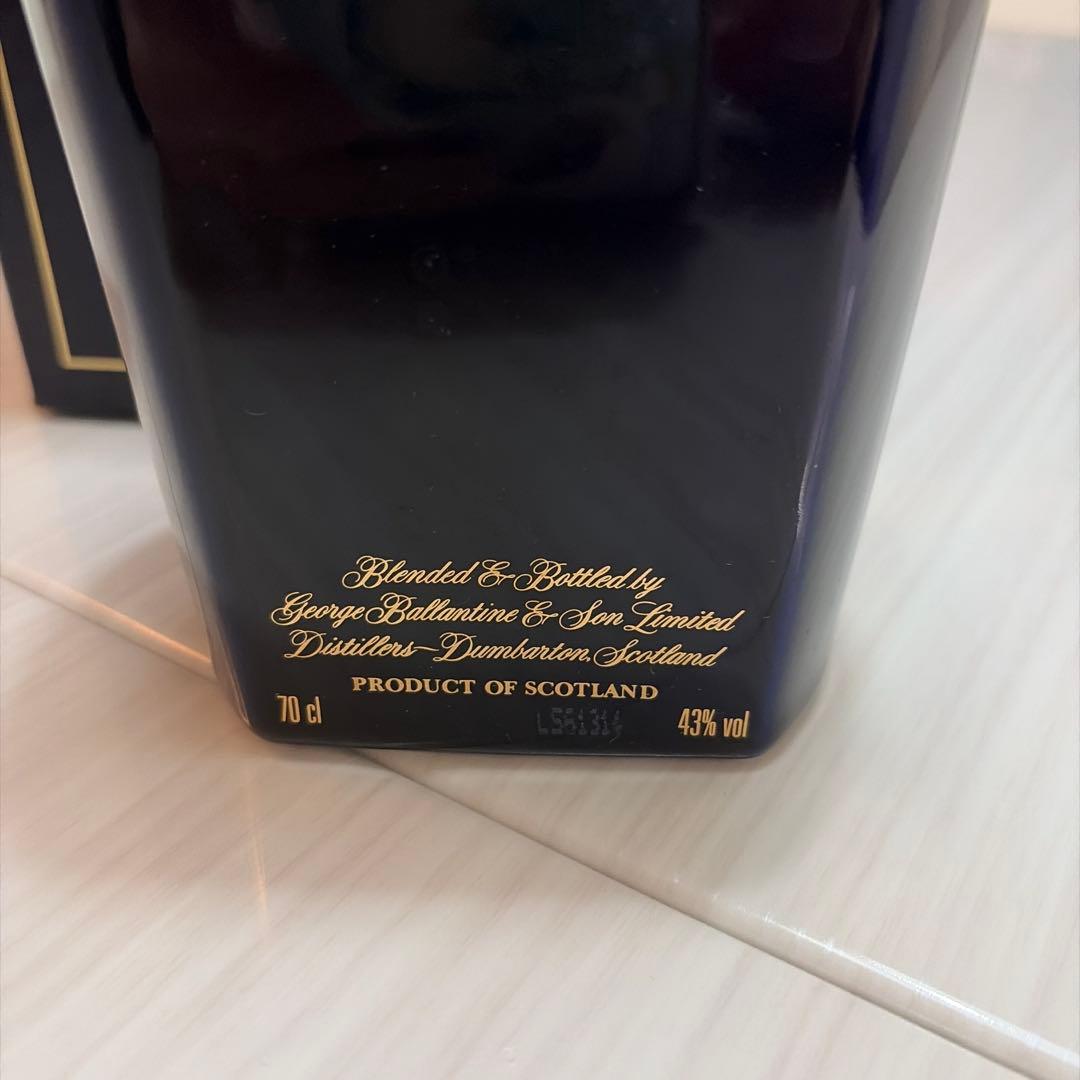 Blended & Bottled by
George Ballantine & Son Limited
Distillers—Dumbarton, Scotland
PRODUCT OF SCOTLAND
70 cl
43% vol